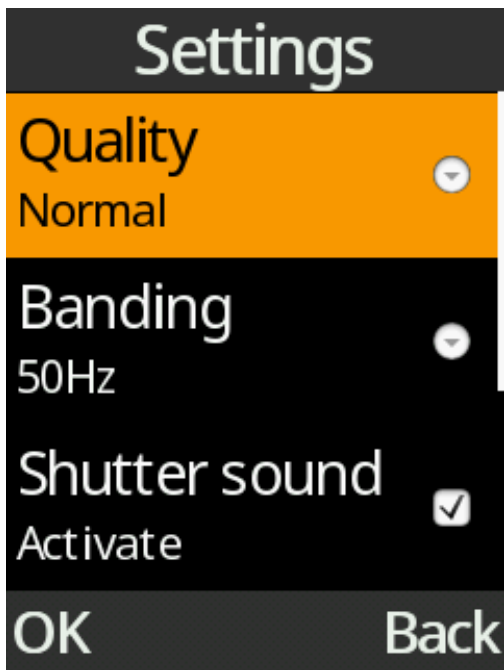 Settings
Quality
Normal
Banding
50Hz
Shutter sound
Activate
OK Back